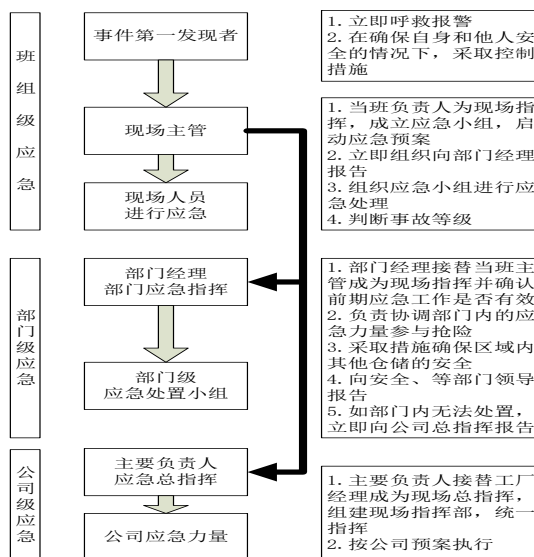 班组级应急
事件第一发现者
现场主管
现场人员
进行应急
1. 立即呼救报警
2. 在确保自身和他人安
全的情况下，采取控制
措施
1. 当班负责人为现场指
挥，成立应急小组，启
动应急预案
2. 立即组织向部门经理
报告
3. 组织应急小组进行应
急处理
4. 判断事故等级
部门级应急
部门经理
部门应急指挥
部门级
应急处置小组
1. 部门经理接替当班主
管成为现场指挥并确认
前期应急工作是否有效
2. 负责协调部门内的应
急力量参与抢险
3. 采取措施确保区域内
其他仓储的安全
4. 向安全、等部门领导
报告
5. 如部门内无法处置，
立即向公司总指挥报告
公司级应急
主要负责人
应急总指挥
公司应急力量
1. 主要负责人接替工厂
经理成为现场总指挥，
组建现场指挥部，统一
指挥
2. 按公司预案执行